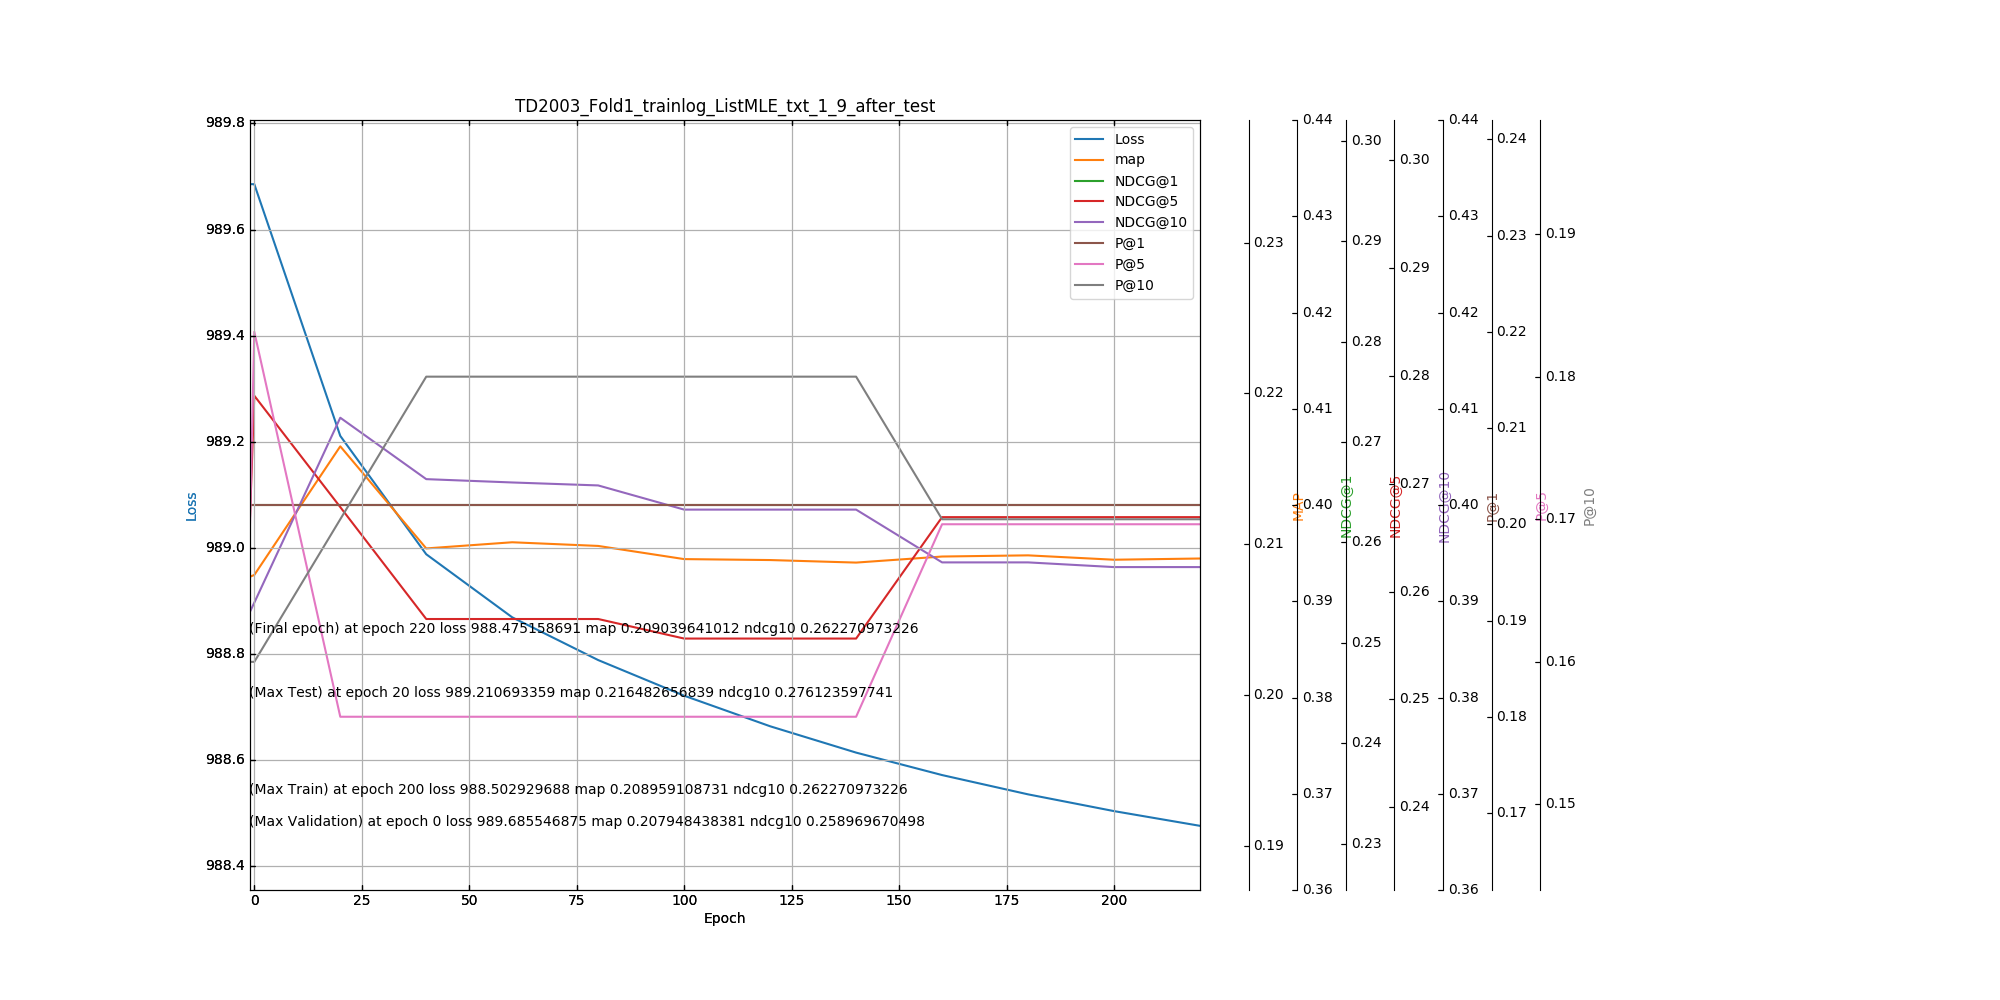 TD2003_Fold1_trainlog_ListMLE_txt_1_9_after_test
Loss
989.8
989.6
989.4
989.2
989.0
988.8
988.6
988.4
Loss
map
NDCG@1
NDCG@5
NDCG@10
P@1
P@5
P@10
(Final epoch) at epoch 220 loss 988.475158691 map 0.209039641012 ndcg10 0.262270973226
(Max Test) at epoch 20 loss 989.210693359 map 0.216482656839 ndcg10 0.276123597741
(Max Train) at epoch 200 loss 988.502929688 map 0.208959108731 ndcg10 0.262270973226
(Max Validation) at epoch 0 loss 989.685546875 map 0.207948438381 ndcg10 0.258969670498
0 25 50 75 100 125 150 175 200
Epoch
0.23
0.22
0.21
0.20
0.19
MAP
0.44
0.43
0.42
0.41
0.40
0.39
0.38
0.37
0.36
NDCG@1
0.30
0.29
0.28
0.27
0.26
0.25
0.24
0.23
NDCG@5
0.30
0.29
0.28
0.27
0.26
0.25
0.24
NDCG@10
0.44
0.43
0.42
0.41
0.40
0.39
0.38
0.37
0.36
P@1
0.24
0.23
0.22
0.21
0.20
0.19
0.18
0.17
P@5
0.19
0.18
0.17
0.16
0.15
P@10